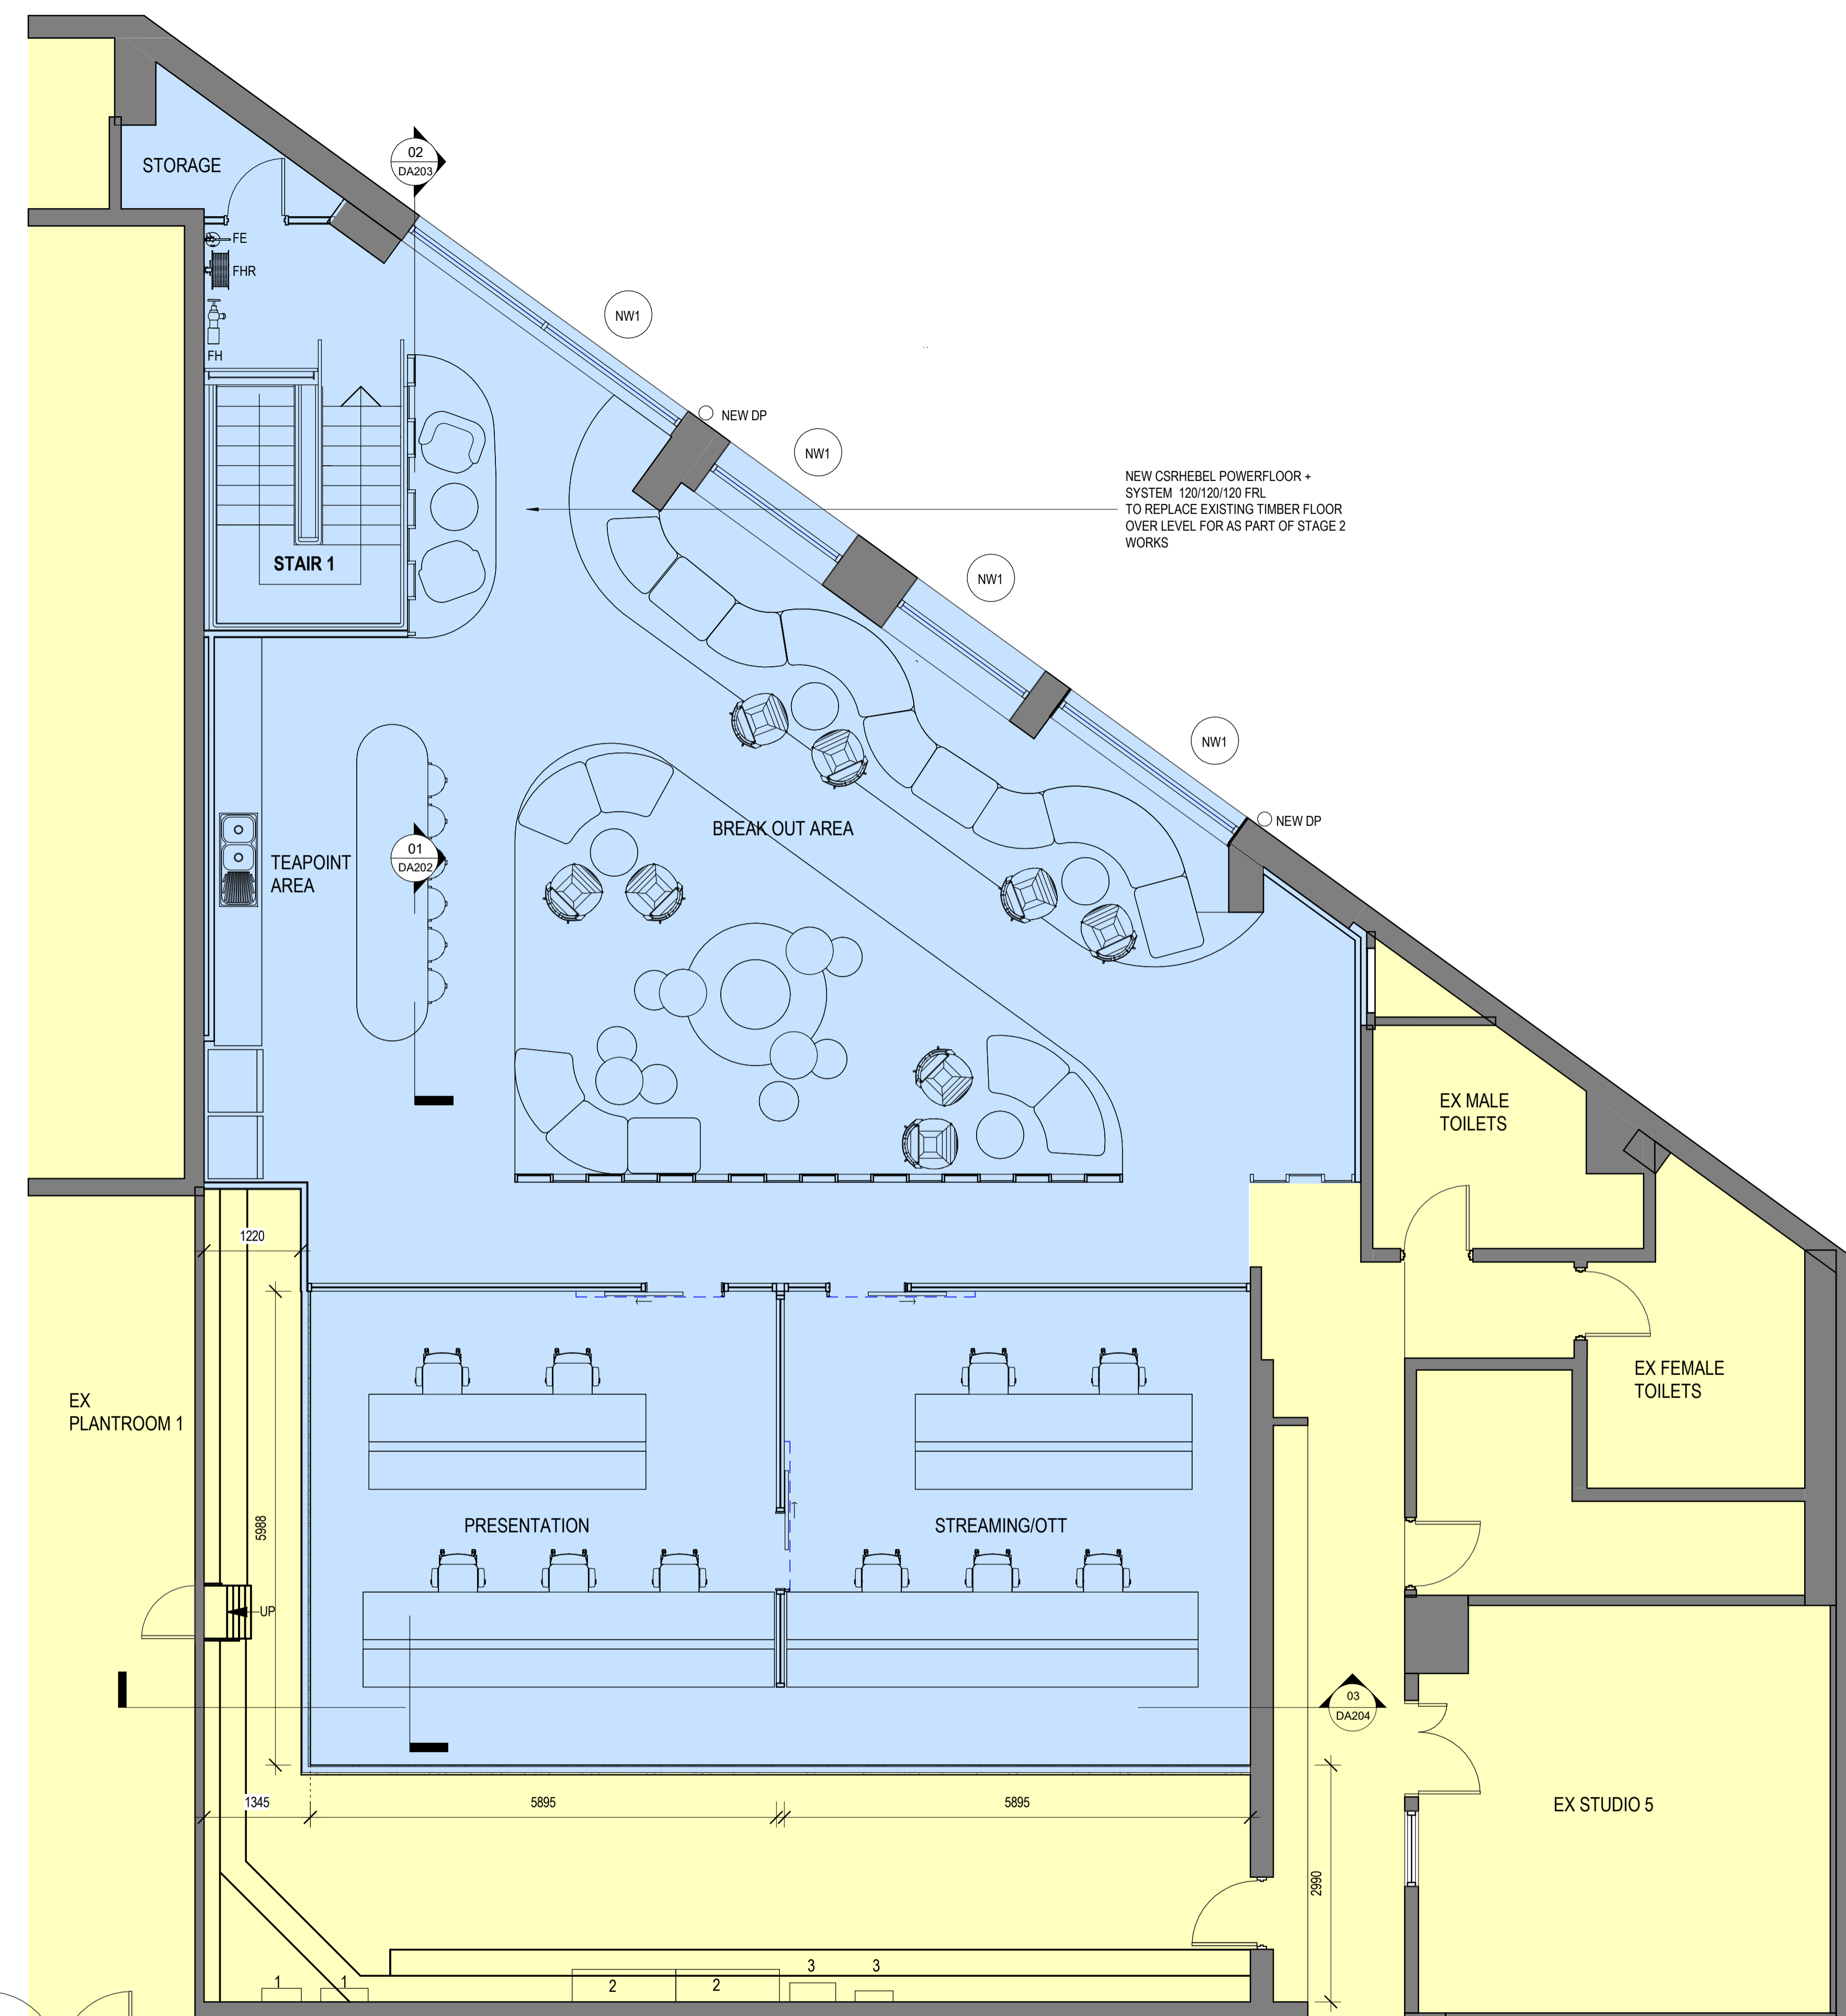 STORAGE
02
DA203
FE
FHR
FH
NW1
NEW DP
NW1
NEW CSRHEBEL POWERFLOOR +
SYSTEM 120/120/120 FRL
TO REPLACE EXISTING TIMBER FLOOR
OVER LEVEL FOR AS PART OF STAGE 2
WORKS
STAIR 1
NW1
NW1
NEW DP
BREAK OUT AREA
01
DA202
TEAPOINT
AREA
EX MALE
TOILETS
1220
EX FEMALE
TOILETS
EX
PLANTROOM 1
5988
PRESENTATION
STREAMING/OTT
UP
03
DA204
1345
5895
5895
EX STUDIO 5
2990
1
1
2
2
3
3